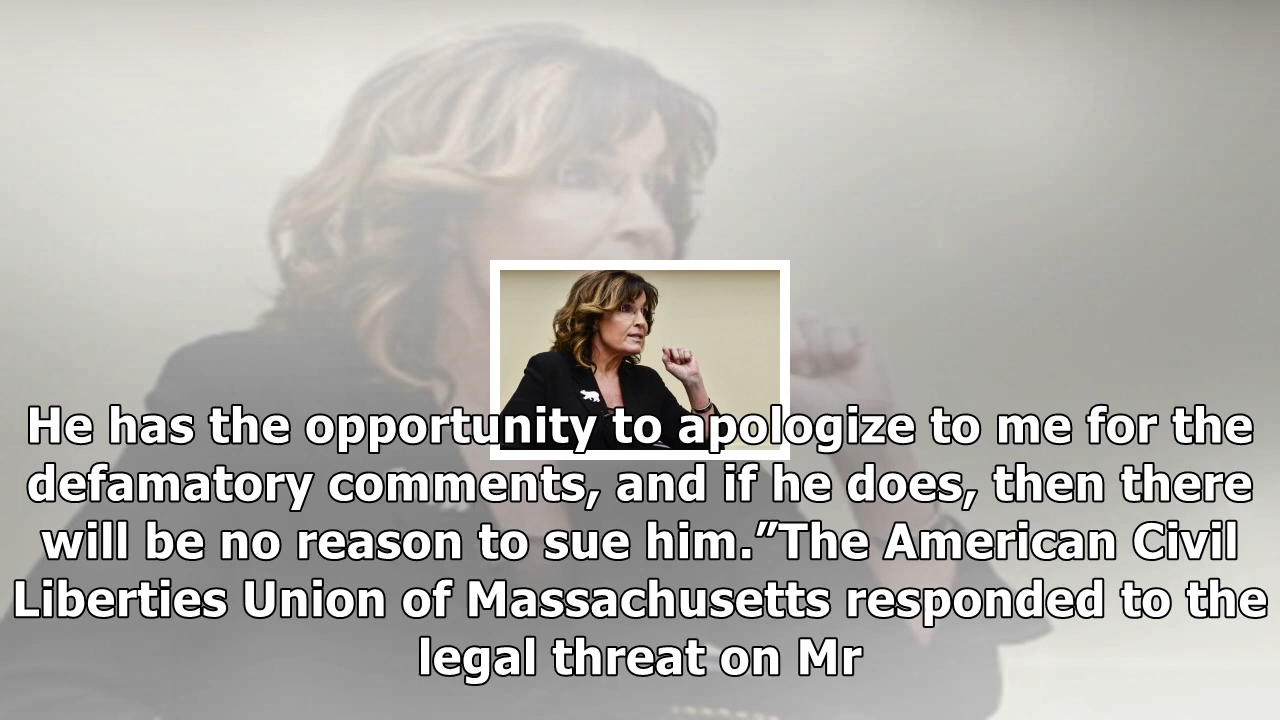 He has the opportunity to apologize to me for the
defamatory comments, and if he does, then there
will be no reason to sue him.”The American Civil
Liberties Union of Massachusetts responded to the
legal threat on Mr